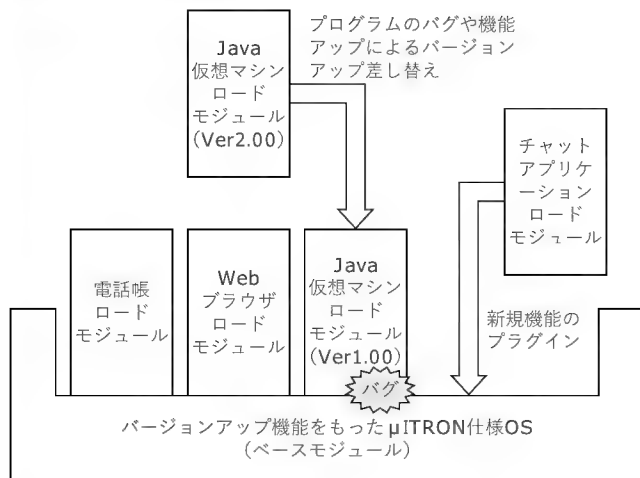 プログラムのバグや機能
アップによるバージョン
アップ差し替え
Java
仮想マシン
ロード
モジュール
(Ver2.00)
チャット
アプリケ
ーション
ロード
モジュール
電話帳
ロード
モジュール
Web
ブラウザ
ロード
モジュール
Java
仮想マシン
ロード
モジュール
(Ver1.00)
バグ
新規機能の
プラグイン
バージョンアップ機能をもったμITRON仕様OS
(ベースモジュール)